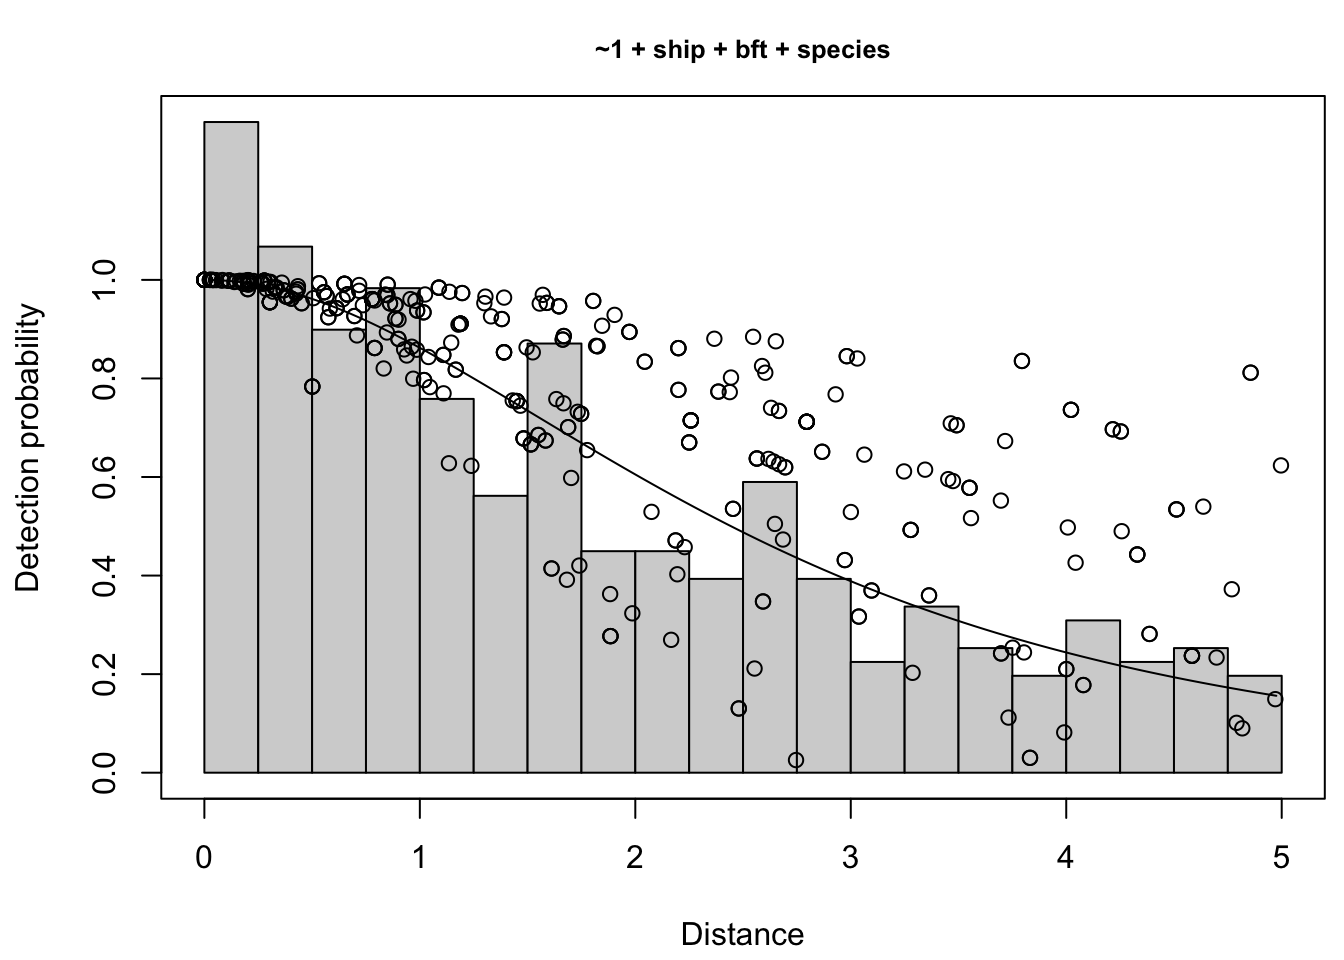 ~1 + ship + bft + species
Detection probability
1.0
0.8
0.6
0.4
0.2
0.0
0 1 2 3 4 5
Distance